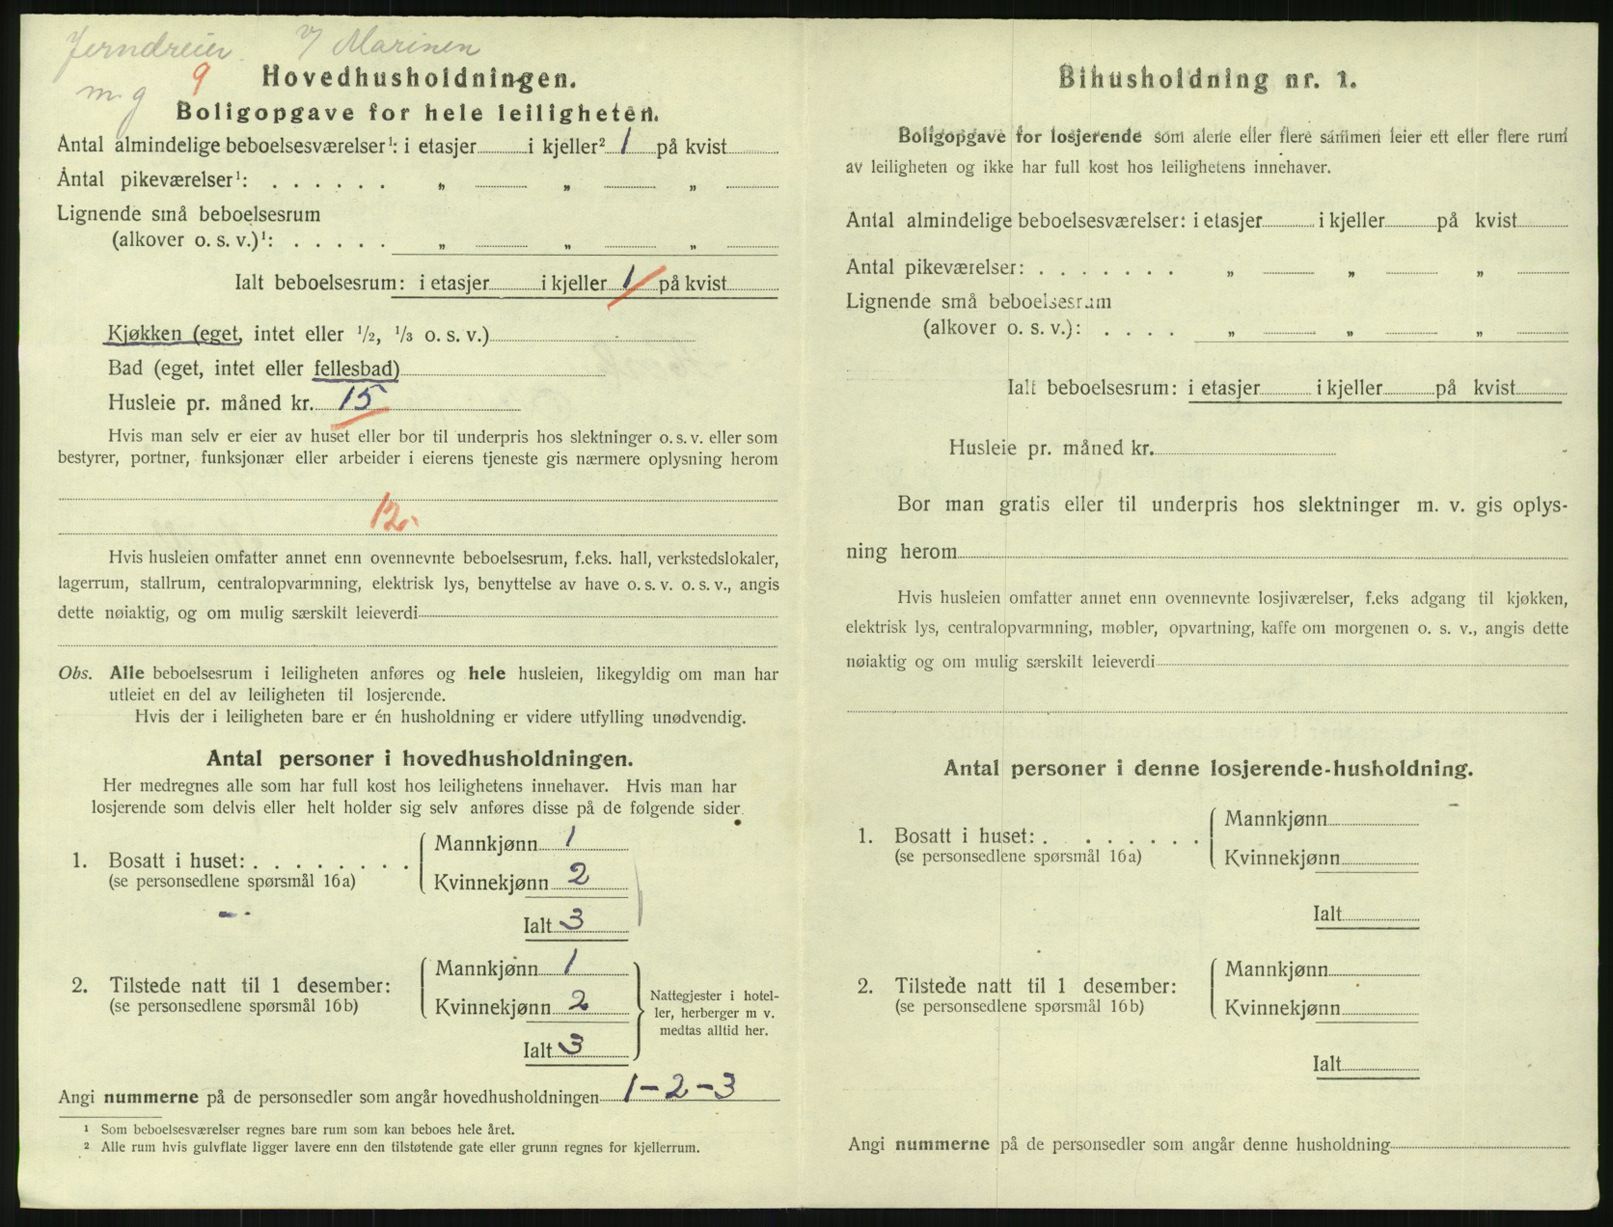 Jerndreier. v/ Marinen
m. g 9
Hovedhusholdningen.
Boligopgave for hele leiligheten.
Antal almindelige beboelsesværelser¹: i etasjer i kjeller² 1 på kvist
Antal pikeværelser¹: . . . . . . „ „ „
Lignende små beboelsesrum
(alkover o. s. v.)¹: . . . . . „ „ „
Ialt beboelsesrum: i etasjer i kjeller 1 på kvist
Kjøkken (eget, intet eller 1/2, 1/3 o. s. v.)
Bad (eget, intet eller fellesbad)
Husleie pr. måned kr. 15
Hvis man selv er eier av huset eller bor til underpris hos slektninger o. s. v. eller som
bestyrer, portner, funksjonær eller arbeider i eierens tjeneste gis nærmere oplysning herom
12.
Hvis husleien omfatter annet enn ovennevnte beboelsesrum, f.eks. hall, verkstedslokaler,
lagerrum, stallrum, centralopvarmning, elektrisk lys, benyttelse av have o. s. v. o. s. v., angis
dette nøiaktig, og om mulig særskilt leieverdi
Obs. Alle beboelsesrum i leiligheten anføres og hele husleien, likegyldig om man har
utleiet en del av leiligheten til losjerende.
Hvis der i leiligheten bare er én husholdning er videre utfylling unødvendig.
Antal personer i hovedhusholdningen.
Her medregnes alle som har full kost hos leilighetens innehaver. Hvis man har
losjerende som delvis eller helt holder sig selv anføres disse på de følgende sider.
1. Bosatt i huset: . . . . . . . .
(se personsedlene spørsmål 16a)
Mannkjønn 1
Kvinnekjønn 2
Ialt 3
2. Tilstede natt til 1 desember:
(se personsedlene spørsmål 16b)
Mannkjønn 1
Kvinnekjønn 2
Ialt 3
Nattegjester i hotel-
ler, herberger m v.
medtas alltid her.
Angi nummerne på de personsedler som angår hovedhusholdningen 1-2-3
¹ Som beboelsesværelser regnes bare rum som kan beboes hele året.
² Alle rum hvis gulvflate ligger lavere enn den tilstøtende gate eller grunn regnes for kjellerrum.
Bihusholdning nr. 1.
Boligopgave for losjerende som alene eller flere sammen leier ett eller flere rum
av leiligheten og ikke har full kost hos leilighetens innehaver.
Antal almindelige beboelsesværelser: i etasjer i kjeller på kvist
Antal pikeværelser: . . . . . . . „ „ „
Lignende små beboelsesrum
(alkover o. s. v.): . . . . „ „ „
Ialt beboelsesrum: i etasjer i kjeller på kvist
Husleie pr. måned kr.
Bor man gratis eller til underpris hos slektninger m. v. gis oplys-
ning herom
Hvis husleien omfatter annet enn ovennevnte losjiværelser, f.eks adgang til kjøkken,
elektrisk lys, centralopvarmning, møbler, opvartning, kaffe om morgenen o. s. v., angis dette
nøiaktig og om mulig særskilt leieverdi
Antal personer i denne losjerende-husholdning.
1. Bosatt i huset: . . . . . . .
(se personsedlene spørsmål 16a)
Mannkjønn
Kvinnekjønn
Ialt
2. Tilstede natt til 1 desember:
(se personsedlene spørsmål 16b)
Mannkjønn
Kvinnekjønn
Ialt
Angi nummerne på de personsedler som angår denne husholdning